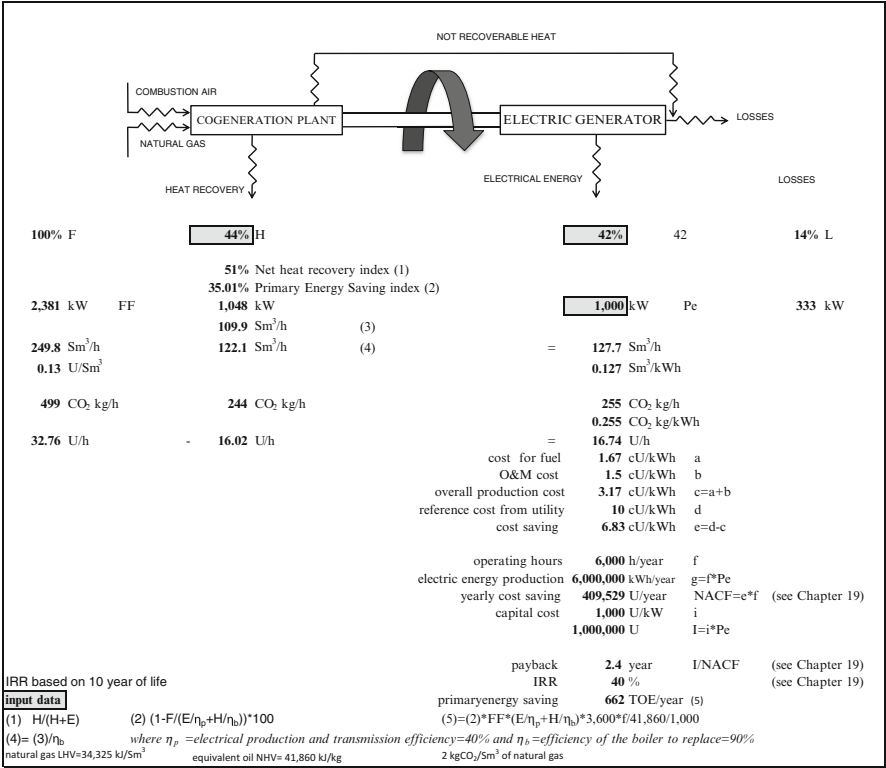 NOT RECOVERABLE HEAT
COMBUSTION AIR
COGENERATION PLANT
ELECTRIC GENERATOR
LOSSES
NATURAL GAS
HEAT RECOVERY
ELECTRICAL ENERGY
LOSSES
100% F 44% H 42% 42 14% L
51% Net heat recovery index (1)
35.01% Primary Energy Saving index (2)
2,381 kW FF 1,048 kW 1,000 kW Pe 333 kW
109.9 Sm³/h (3)
249.8 Sm³/h 122.1 Sm³/h (4) = 127.7 Sm³/h
0.13 U/Sm³ 0.127 Sm³/kWh
499 CO₂ kg/h 244 CO₂ kg/h 255 CO₂ kg/h
0.255 CO₂ kg/kWh
32.76 U/h - 16.02 U/h = 16.74 U/h
cost for fuel 1.67 cU/kWh a
O&M cost 1.5 cU/kWh b
overall production cost 3.17 cU/kWh c=a+b
reference cost from utility 10 cU/kWh d
cost saving 6.83 cU/kWh e=d-c
operating hours 6,000 h/year f
electric energy production 6,000,000 kWh/year g=f*Pe
yearly cost saving 409,529 U/year NACF=e*f (see Chapter 19)
capital cost 1,000 U/kW i
1,000,000 U I=i*Pe
payback 2.4 year I/NACF (see Chapter 19)
IRR based on 10 year of life IRR 40 % (see Chapter 19)
input data primaryenergy saving 662 TOE/year (5)
(1) H/(H+E) (2) (1-F/(E/ηp+H/ηb))*100 (5)=(2)*FF*(E/ηp+H/ηb)*3,600*f/41,860/1,000
(4)= (3)/ηb where ηp =electrical production and transmission efficiency=40% and ηb=efficiency of the boiler to replace=90%
natural gas LHV=34,325 kJ/Sm³ equivalent oil NHV= 41,860 kJ/kg 2 kgCO₂/Sm³ of natural gas